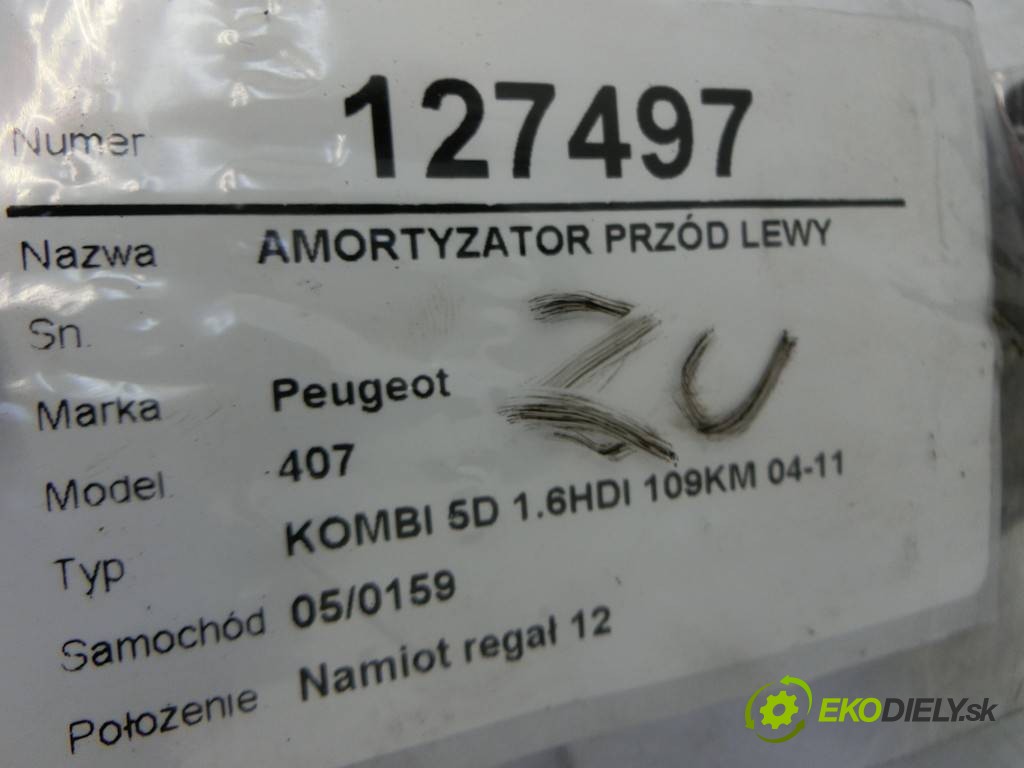 Numer 127497
Nazwa AMORTYZATOR PRZÓD LEWY
Sn.
ZU
Marka Peugeot
Model 407
Typ KOMBI 5D 1.6HDI 109KM 04-11
Samochód 05/0159
Położenie Namiot regał 12
EKODIELY.sk